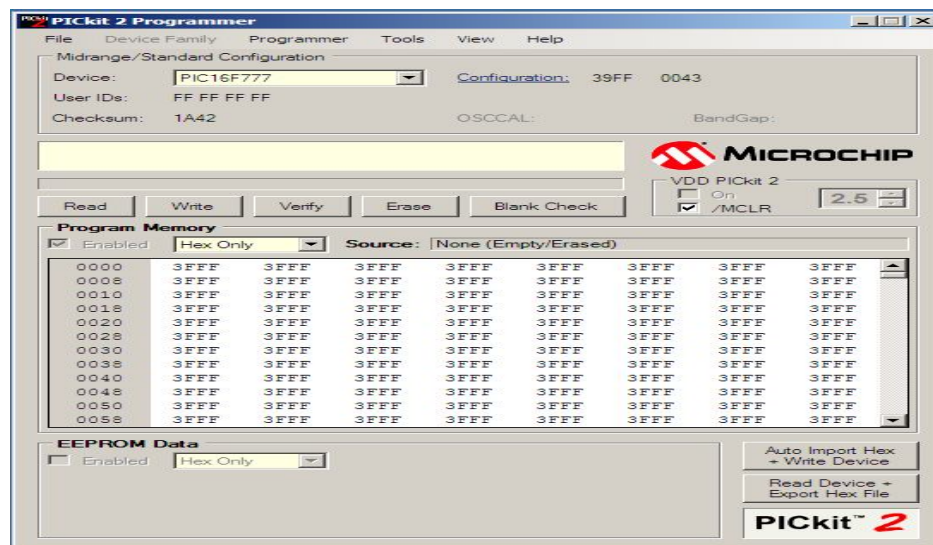 PICkit 2 Programmer
File Device Family Programmer Tools View Help
Midrange/Standard Configuration
Device: PIC16F777 Configuration: 39FF 0043
User IDs: FF FF FF FF
Checksum: 1A42 OSCCAL: BandGap:
MICROCHIP
VDD PICkit 2
On
/MCLR
2.5
Read Write Verify Erase Blank Check
Program Memory
Enabled Hex Only Source: None (Empty/Erased)
0000 3FFF 3FFF 3FFF 3FFF 3FFF 3FFF 3FFF 3FFF
0008 3FFF 3FFF 3FFF 3FFF 3FFF 3FFF 3FFF 3FFF
0010 3FFF 3FFF 3FFF 3FFF 3FFF 3FFF 3FFF 3FFF
0018 3FFF 3FFF 3FFF 3FFF 3FFF 3FFF 3FFF 3FFF
0020 3FFF 3FFF 3FFF 3FFF 3FFF 3FFF 3FFF 3FFF
0028 3FFF 3FFF 3FFF 3FFF 3FFF 3FFF 3FFF 3FFF
0030 3FFF 3FFF 3FFF 3FFF 3FFF 3FFF 3FFF 3FFF
0038 3FFF 3FFF 3FFF 3FFF 3FFF 3FFF 3FFF 3FFF
0040 3FFF 3FFF 3FFF 3FFF 3FFF 3FFF 3FFF 3FFF
0048 3FFF 3FFF 3FFF 3FFF 3FFF 3FFF 3FFF 3FFF
0050 3FFF 3FFF 3FFF 3FFF 3FFF 3FFF 3FFF 3FFF
0058 3FFF 3FFF 3FFF 3FFF 3FFF 3FFF 3FFF 3FFF
EEPROM Data
Enabled Hex Only
Auto Import Hex
+ Write Device
Read Device +
Export Hex File
PICkit™ 2